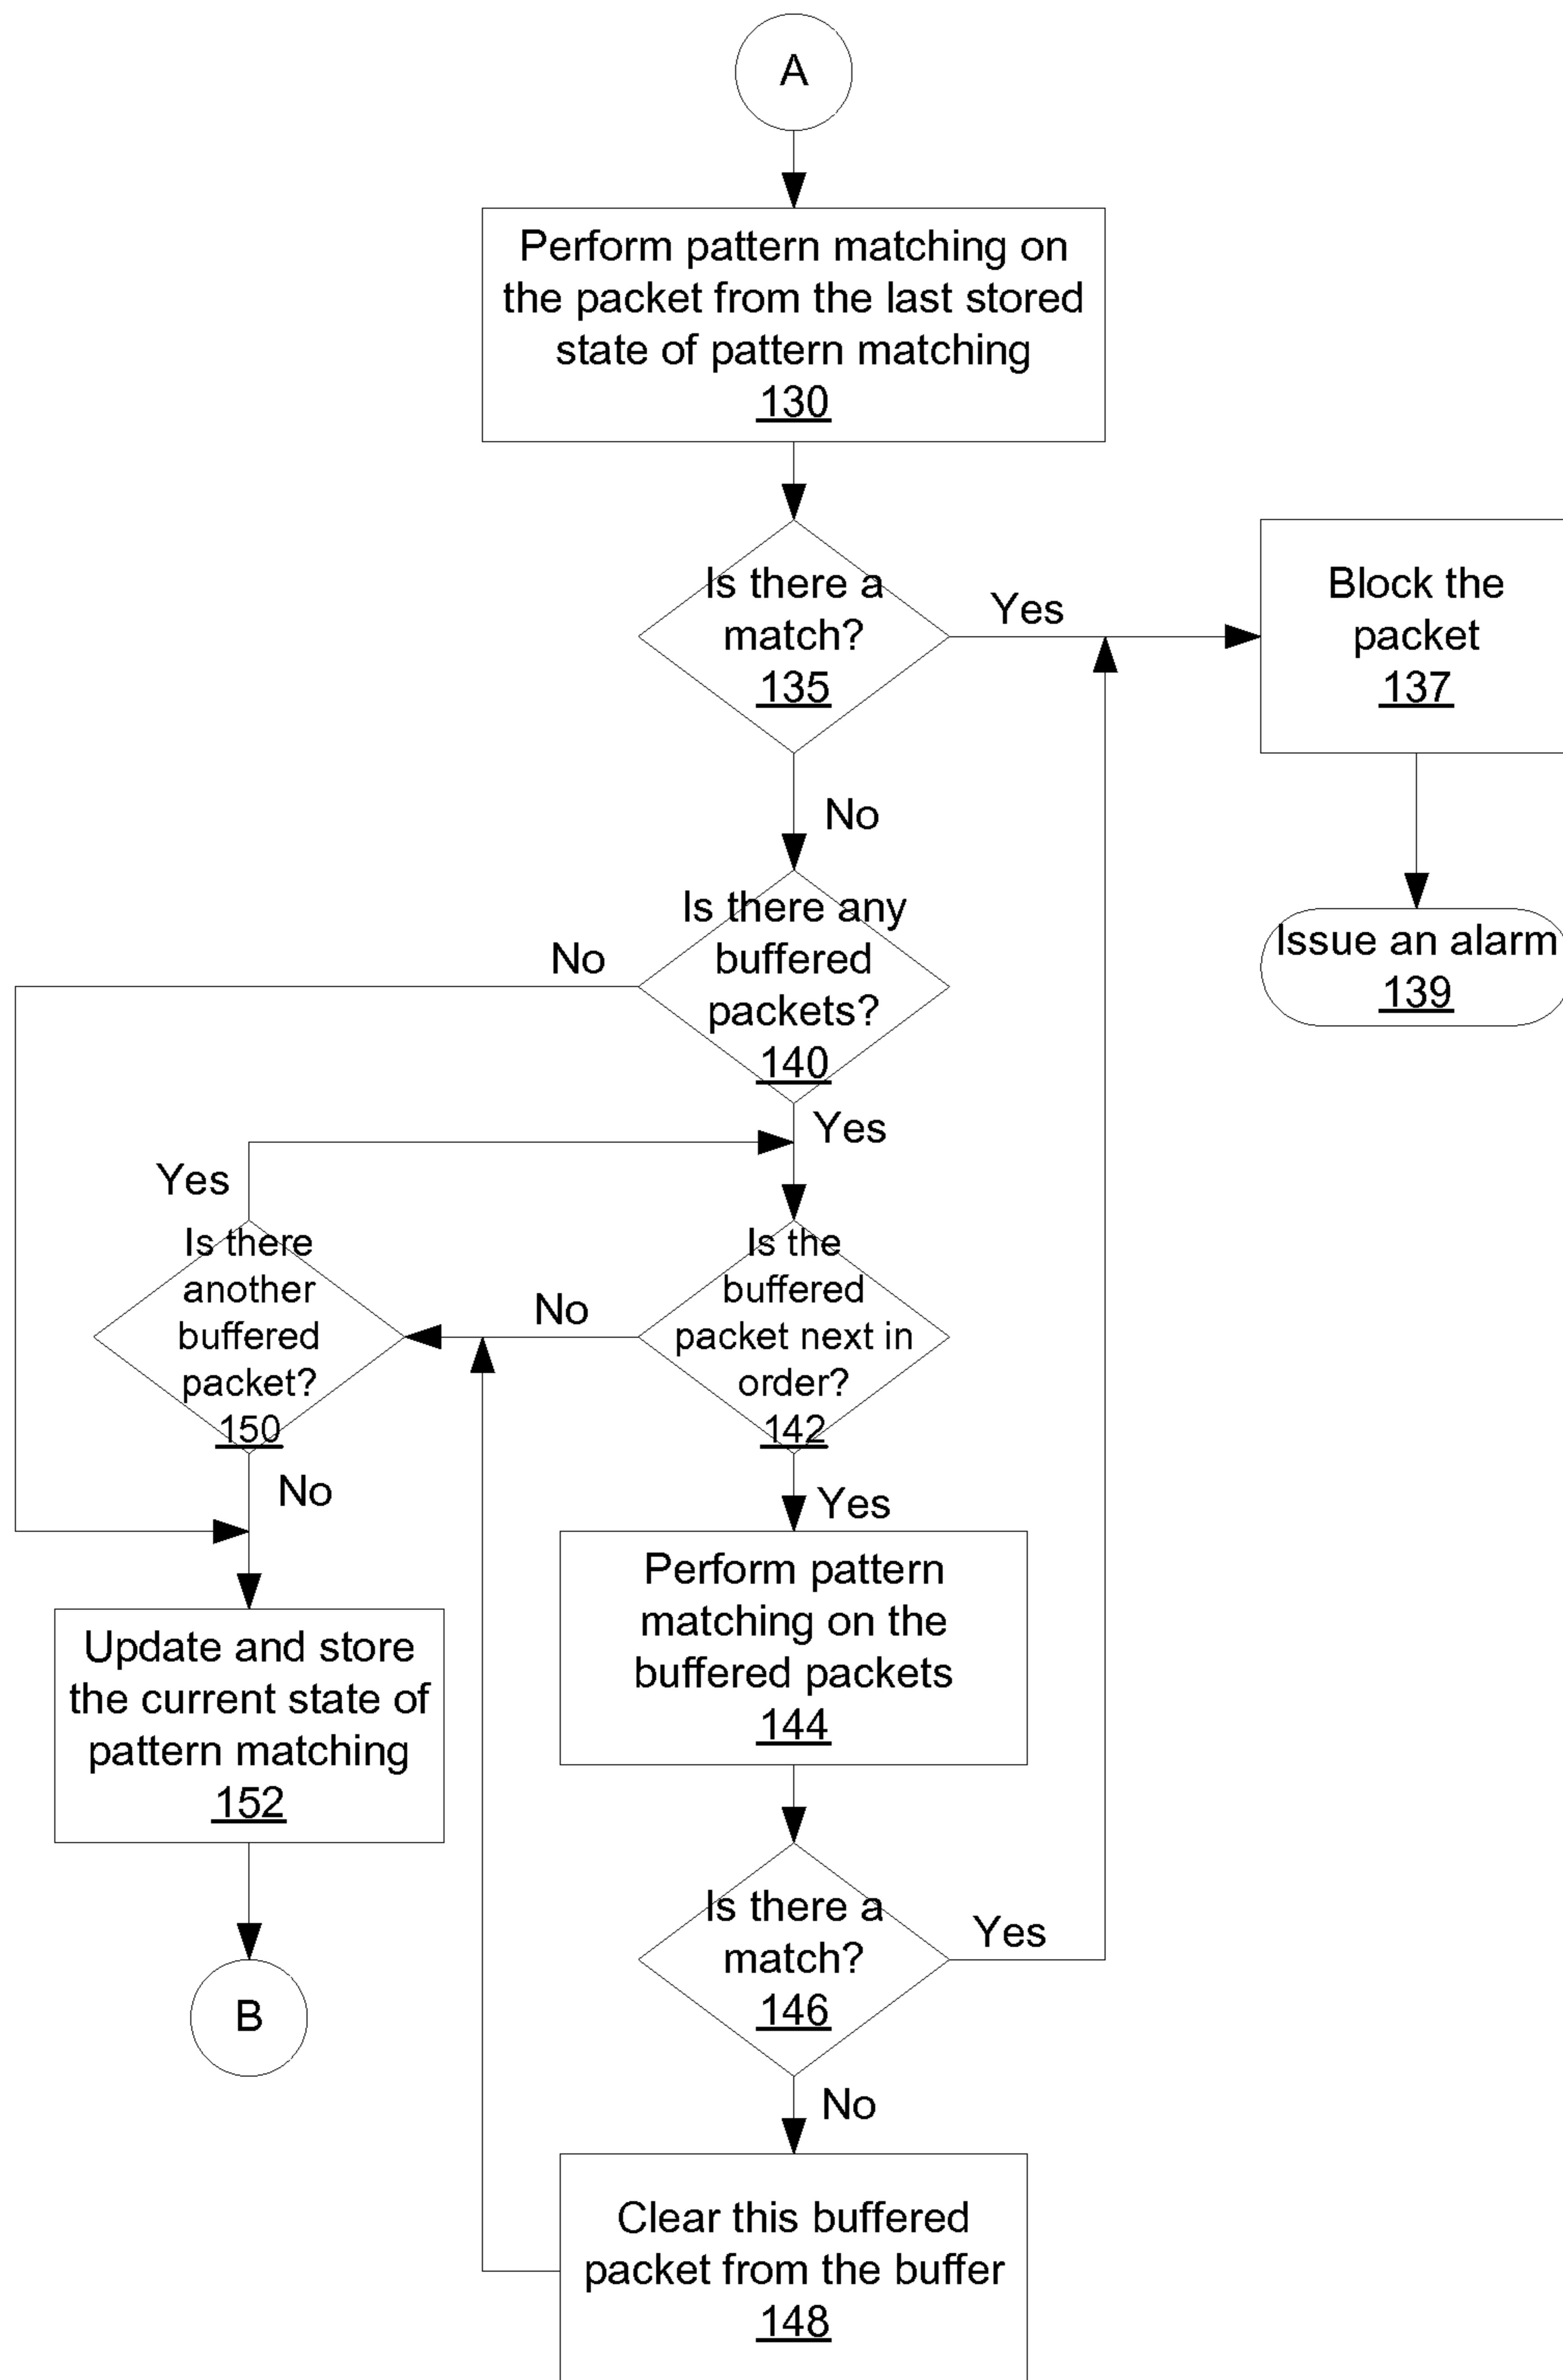 A
Perform pattern matching on
the packet from the last stored
state of pattern matching
130
Is there a
match?
135
Yes
Block the
packet
137
No
Issue an alarm
139
Is there any
buffered
packets?
140
No
Yes
Yes
Is there
another
buffered
packet?
150
No
Is the
buffered
packet next in
order?
142
No
Yes
Update and store
the current state of
pattern matching
152
Perform pattern
matching on the
buffered packets
144
Is there a
match?
146
Yes
B
No
Clear this buffered
packet from the buffer
148